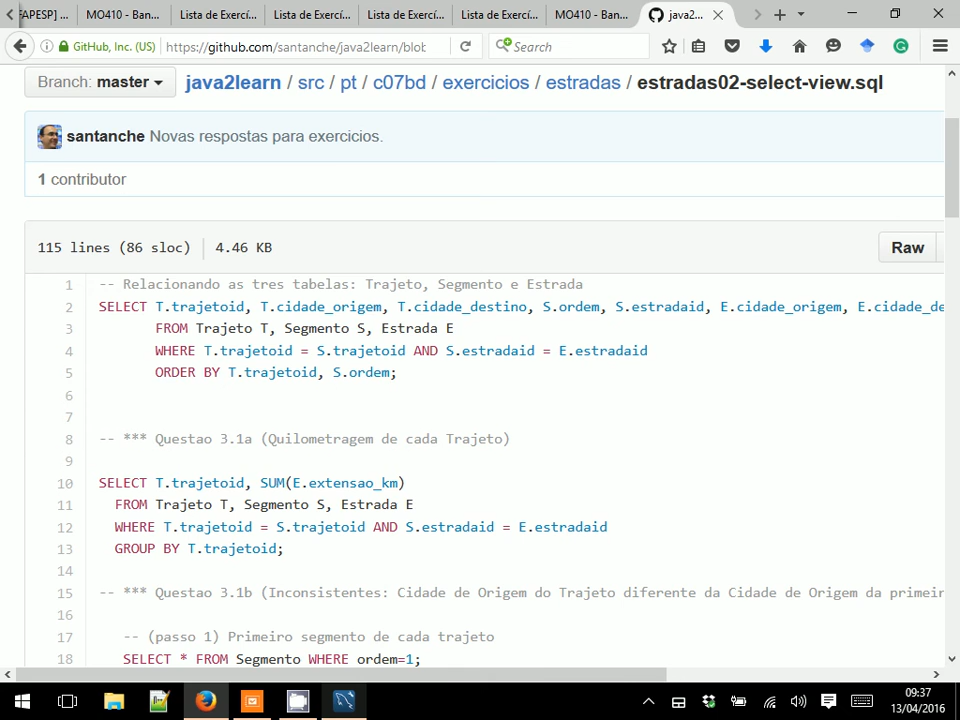 FAPESP] ... MO410 - Ban... Lista de Exercí... Lista de Exercí... Lista de Exercí... Lista de Exercí... MO410 - Ban... java2...
GitHub, Inc. (US) https://github.com/santanche/java2learn/blob Search
Branch: master java2learn / src / pt / c07bd / exercicios / estradas / estradas02-select-view.sql
santanche Novas respostas para exercicios.
1 contributor
115 lines (86 sloc) 4.46 KB Raw
1 -- Relacionando as tres tabelas: Trajeto, Segmento e Estrada
2 SELECT T.trajetoid, T.cidade_origem, T.cidade_destino, S.ordem, S.estradaid, E.cidade_origem, E.cidade_de
3 FROM Trajeto T, Segmento S, Estrada E
4 WHERE T.trajetoid = S.trajetoid AND S.estradaid = E.estradaid
5 ORDER BY T.trajetoid, S.ordem;
6
7
8 -- *** Questao 3.1a (Quilometragem de cada Trajeto)
9
10 SELECT T.trajetoid, SUM(E.extensao_km)
11 FROM Trajeto T, Segmento S, Estrada E
12 WHERE T.trajetoid = S.trajetoid AND S.estradaid = E.estradaid
13 GROUP BY T.trajetoid;
14
15 -- *** Questao 3.1b (Inconsistentes: Cidade de Origem do Trajeto diferente da Cidade de Origem da primeir
16
17 -- (passo 1) Primeiro segmento de cada trajeto
18 SELECT * FROM Segmento WHERE ordem=1;
09:37
13/04/2016